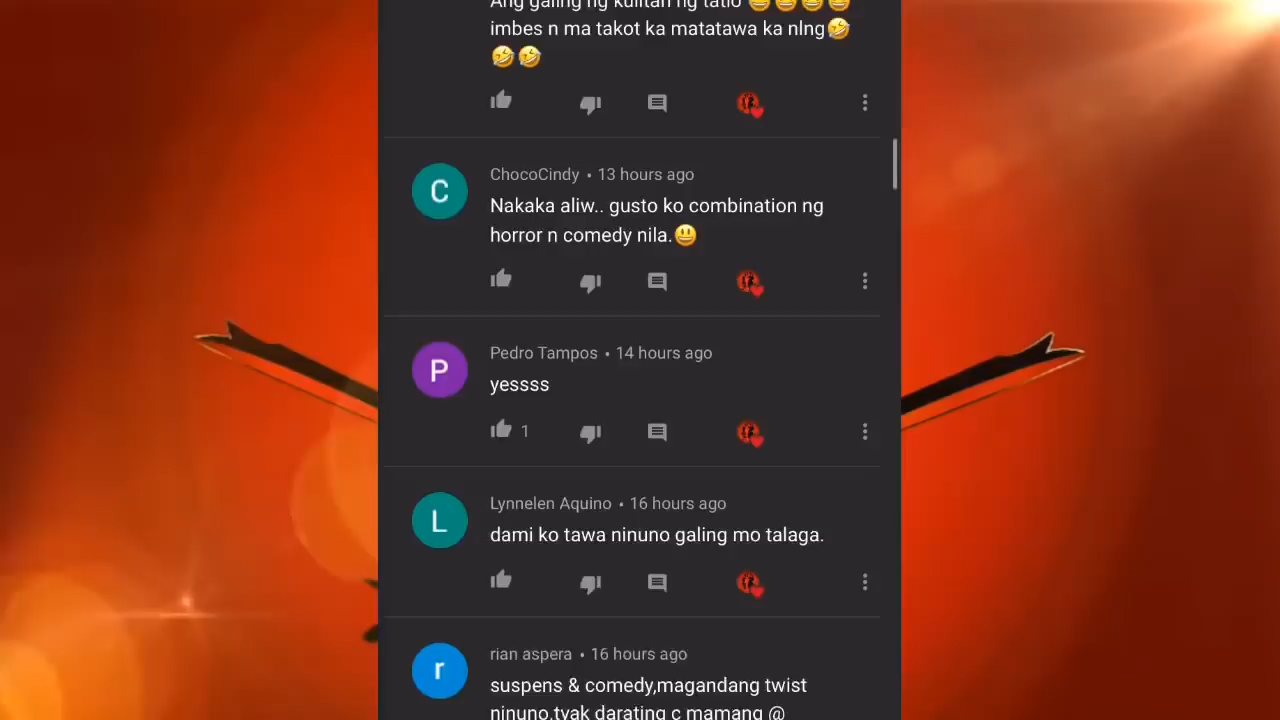 Ang galing ng kulitan ng tatlo 😄😄😄😄
imbes n ma takot ka matatawa ka nlng🤣
🤣🤣
C
ChocoCindy • 13 hours ago
Nakaka aliw.. gusto ko combination ng
horror n comedy nila.😃
P
Pedro Tampos • 14 hours ago
yessss
1
L
Lynnelen Aquino • 16 hours ago
dami ko tawa ninuno galing mo talaga.
r
rian aspera • 16 hours ago
suspens & comedy,magandang twist
ninuno,tyak darating c mamang @